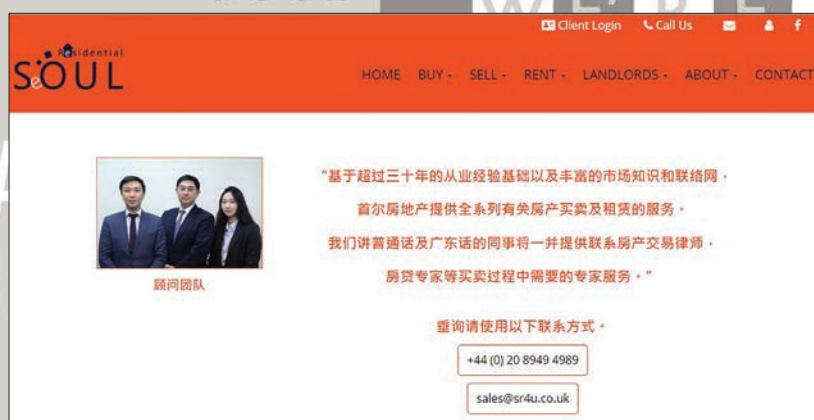 Client Login Call Us
Residential
SeOUL
HOME BUY SELL RENT LANDLORDS ABOUT CONTACT
“基于超过三十年的从业经验基础以及丰富的市场知识和联络网。
首尔房地产提供全系列有关房产买卖及租赁的服务。
我们讲普通话及广东话的同事将一并提供联系房产交易律师。
房贷专家等买卖过程中需要的专家服务。”
顾问团队
垂询请使用以下联系方式。
+44 (0) 20 8949 4989
sales@sr4u.co.uk